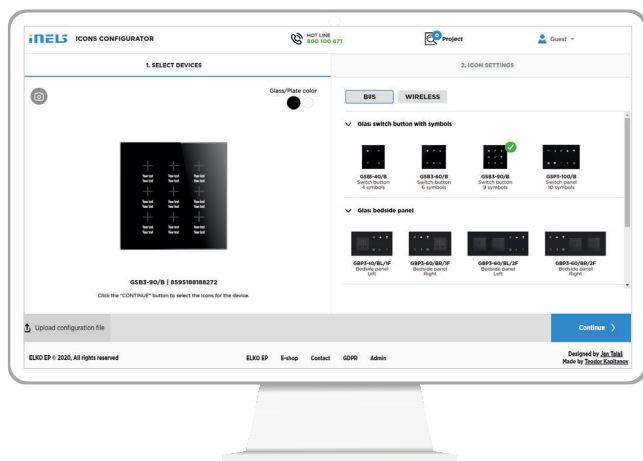 iNELS ICONS CONFIGURATOR
HOT LINE
800 100 671
0
Project
Guest
1. SELECT DEVICES
2. ICON SETTINGS
Glass/Plate color
BUS
WIRELESS
Glass switch button with symbols
GSB1-40/B
Switch button
4 symbols
GSB3-60/B
Switch button
6 symbols
GSB3-90/B
Switch button
9 symbols
GSP3-100/B
Switch panel
10 symbols
Glass bedside panel
GBP3-60/BL/1F
Bedside panel
Left
GBP3-60/BR/1F
Bedside panel
Right
GBP3-60/BL/2F
Bedside panel
Left
GBP3-60/BR/2F
Bedside panel
Right
GSB3-90/B | 8595188188272
Click the "CONTINUE" button to select the icons for the device.
Upload configuration file
Continue
ELKO EP © 2020, All rights reserved
ELKO EP
E-shop
Contact
GDPR
Admin
Designed by Jan Talaš
Made by Teodor Kapitanov